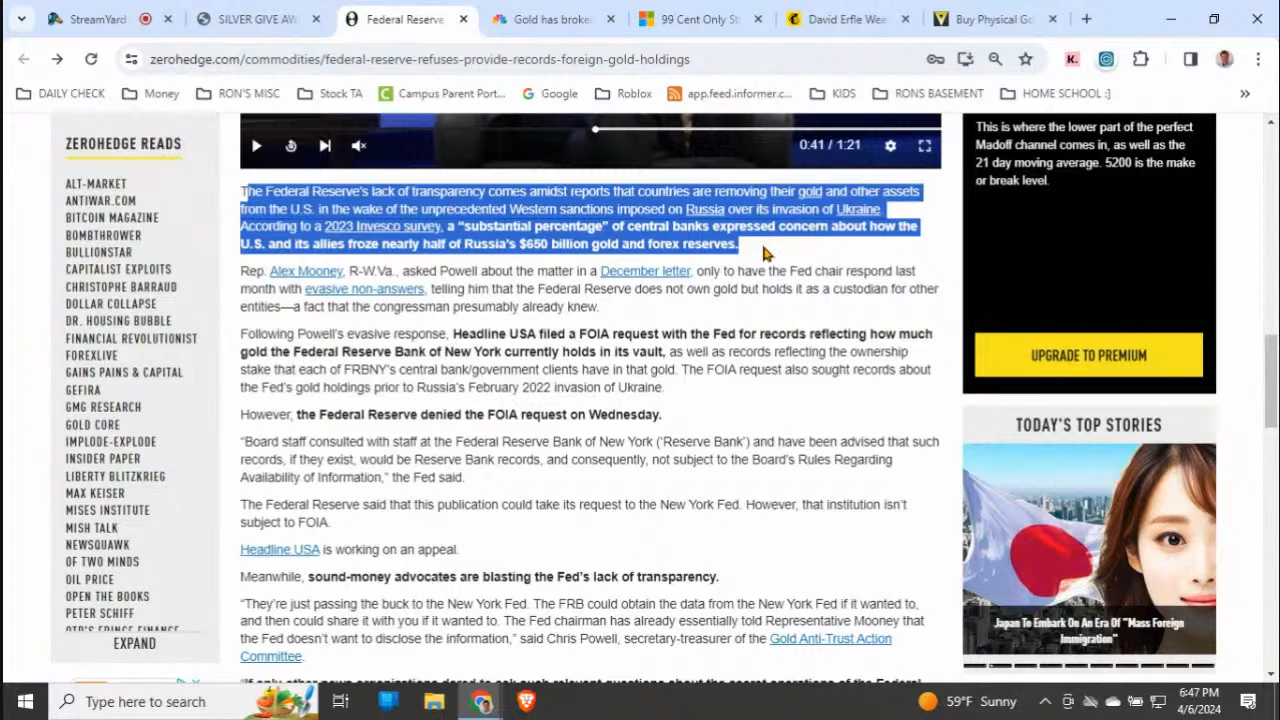 StreamYard
SILVER GIVE AW
Federal Reserve
Gold has broke
99 Cent Only St
David Erfle Wee
Buy Physical Go
zerohedge.com/commodities/federal-reserve-refuses-provide-records-foreign-gold-holdings
DAILY CHECK
Money
RON'S MISC
Stock TA
Campus Parent Port...
Google
Roblox
app.feed.informer.c...
KIDS
RONS BASEMENT
HOME SCHOOL :]
ZEROHEDGE READS
ALT-MARKET
ANTIWAR.COM
BITCOIN MAGAZINE
BOMBTHROWER
BULLIONSTAR
CAPITALIST EXPLOITS
CHRISTOPHE BARRAUD
DOLLAR COLLAPSE
DR. HOUSING BUBBLE
FINANCIAL REVOLUTIONIST
FOREXLIVE
GAINS PAINS & CAPITAL
GEFIRA
GMG RESEARCH
GOLD CORE
IMPLODE-EXPLODE
INSIDER PAPER
LIBERTY BLITZKRIEG
MAX KEISER
MISES INSTITUTE
MISH TALK
NEWSQUAWK
OF TWO MINDS
OIL PRICE
OPEN THE BOOKS
PETER SCHIFF
QTR'S FRINGE FINANCE
EXPAND
0:41 / 1:21
The Federal Reserve's lack of transparency comes amidst reports that countries are removing their gold and other assets
from the U.S. in the wake of the unprecedented Western sanctions imposed on Russia over its invasion of Ukraine
According to a 2023 Invesco survey, a “substantial percentage” of central banks expressed concern about how the
U.S. and its allies froze nearly half of Russia's $650 billion gold and forex reserves.
Rep. Alex Mooney, R-W.Va., asked Powell about the matter in a December letter, only to have the Fed chair respond last
month with evasive non-answers, telling him that the Federal Reserve does not own gold but holds it as a custodian for other
entities—a fact that the congressman presumably already knew.
Following Powell's evasive response, Headline USA filed a FOIA request with the Fed for records reflecting how much
gold the Federal Reserve Bank of New York currently holds in its vault, as well as records reflecting the ownership
stake that each of FRBNY's central bank/government clients have in that gold. The FOIA request also sought records about
the Fed's gold holdings prior to Russia's February 2022 invasion of Ukraine.
However, the Federal Reserve denied the FOIA request on Wednesday.
“Board staff consulted with staff at the Federal Reserve Bank of New York (‘Reserve Bank’) and have been advised that such
records, if they exist, would be Reserve Bank records, and consequently, not subject to the Board's Rules Regarding
Availability of Information,” the Fed said.
The Federal Reserve said that this publication could take its request to the New York Fed. However, that institution isn't
subject to FOIA.
Headline USA is working on an appeal.
Meanwhile, sound-money advocates are blasting the Fed's lack of transparency.
“They're just passing the buck to the New York Fed. The FRB could obtain the data from the New York Fed if it wanted to,
and then could share it with you if it wanted to. The Fed chairman has already essentially told Representative Mooney that
the Fed doesn't want to disclose the information,” said Chris Powell, secretary-treasurer of the Gold Anti-Trust Action
Committee.
“If only other news organizations dared to ask such relevant questions about the secret operations of the Federal
This is where the lower part of the perfect
Madoff channel comes in, as well as the
21 day moving average. 5200 is the make
or break level.
UPGRADE TO PREMIUM
TODAY'S TOP STORIES
Japan To Embark On An Era Of "Mass Foreign
Immigration"
Type here to search
59°F Sunny
6:47 PM
4/6/2024